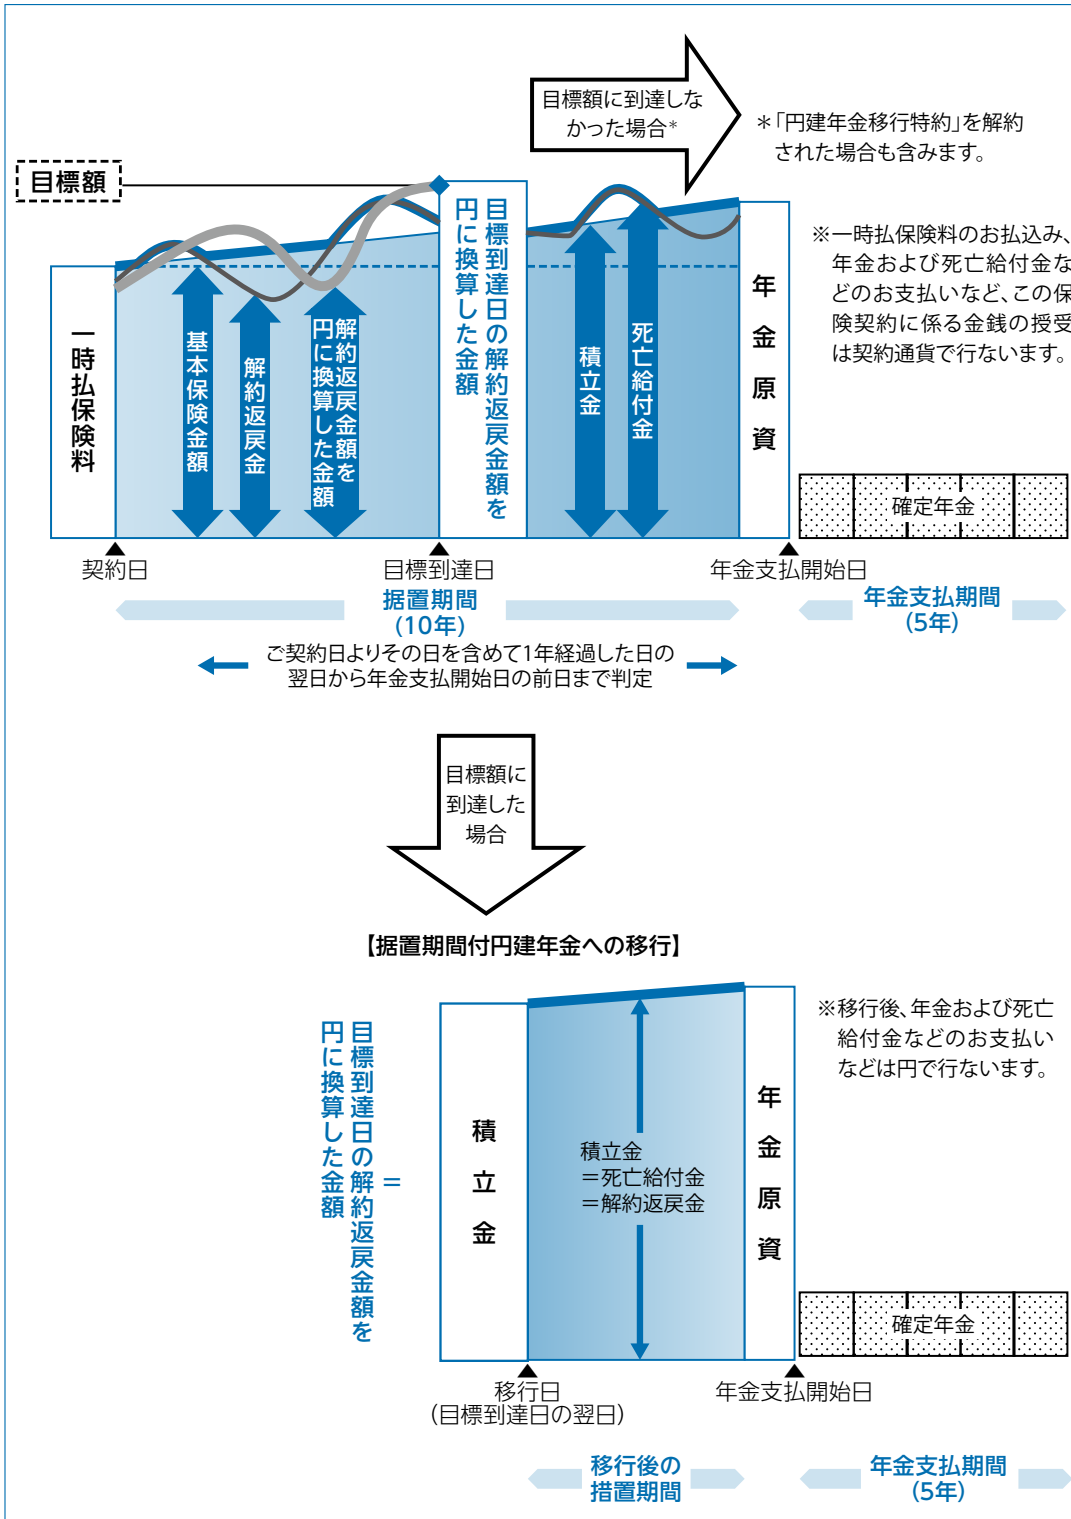 目標額に到達しな
かった場合*
＊「円建年金移行特約」を解約
された場合も含みます。
目標額
※一時払保険料のお払込み、
年金および死亡給付金な
どのお支払いなど、この保
険契約に係る金銭の授受
は契約通貨で行ないます。
一時払保険料
基本保険金額
解約返戻金
解約返戻金額を
円に換算した金額
目標到達日の解約返戻金額を
円に換算した金額
積立金
死亡給付金
年金原資
確定年金
契約日
目標到達日
年金支払開始日
据置期間
(10年)
年金支払期間
(5年)
ご契約日よりその日を含めて1年経過した日の
翌日から年金支払開始日の前日まで判定
目標額に
到達した
場合
【据置期間付円建年金への移行】
※移行後、年金および死亡
給付金などのお支払い
などは円で行ないます。
目標到達日の解約返戻金額を
円に換算した金額
＝
積立金
積立金
＝死亡給付金
＝解約返戻金
年金原資
確定年金
移行日
(目標到達日の翌日)
年金支払開始日
移行後の
措置期間
年金支払期間
(5年)